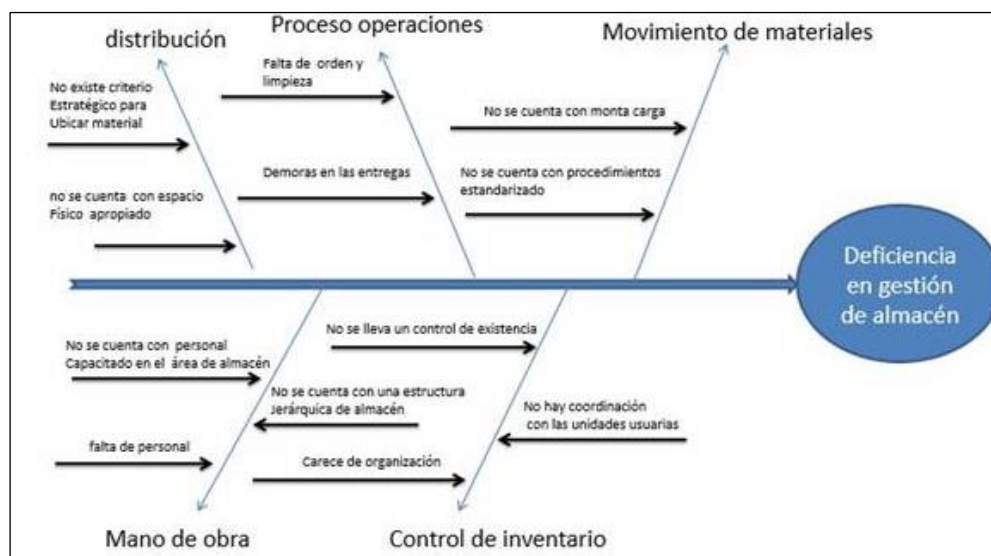 distribución
Proceso operaciones
Movimiento de materiales
No existe criterio
Estratégico para
Ubicar material
Falta de orden y
limpieza
No se cuenta con monta carga
no se cuenta con espacio
Físico apropiado
Demoras en las entregas
No se cuenta con procedimientos
estandarizado
Deficiencia
en gestión
de almacén
No se cuenta con personal
Capacitado en el área de almacén
No se lleva un control de existencia
No se cuenta con una estructura
Jerárquica de almacén
No hay coordinación
con las unidades usuarias
falta de personal
Carece de organización
Mano de obra
Control de inventario